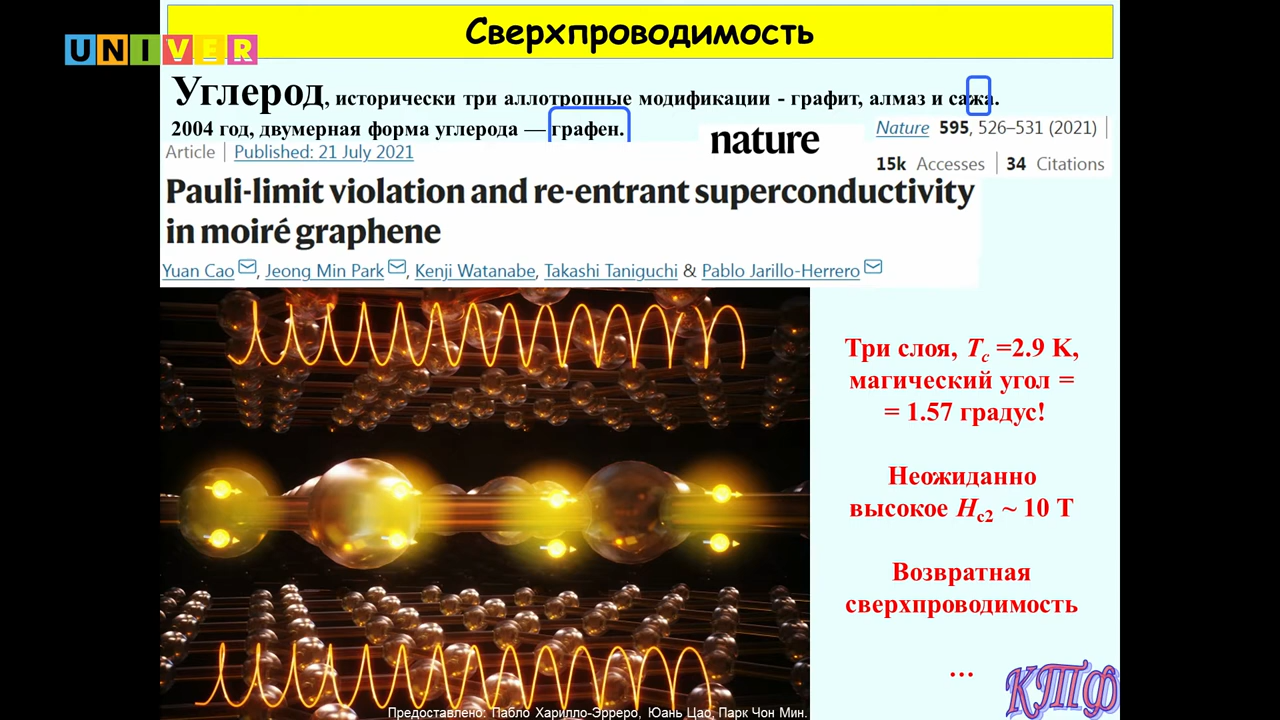 Сверхпроводимость
UNIVER
Углерод, исторически три аллотропные модификации - графит, алмаз и сажа.
2004 год, двумерная форма углерода — графен.
nature
Nature 595, 526–531 (2021) |
Article | Published: 21 July 2021
15k Accesses | 34 Citations
Pauli-limit violation and re-entrant superconductivity
in moiré graphene
Yuan Cao, Jeong Min Park, Kenji Watanabe, Takashi Taniguchi & Pablo Jarillo-Herrero
Три слоя, Tc =2.9 K,
магический угол =
= 1.57 градус!
Неожиданно
высокое Hc2 ~ 10 T
Возвратная
сверхпроводимость
...
КТФ
Предоставлено: Пабло Харилло-Эрреро, Юань Цао, Парк Чон Мин.